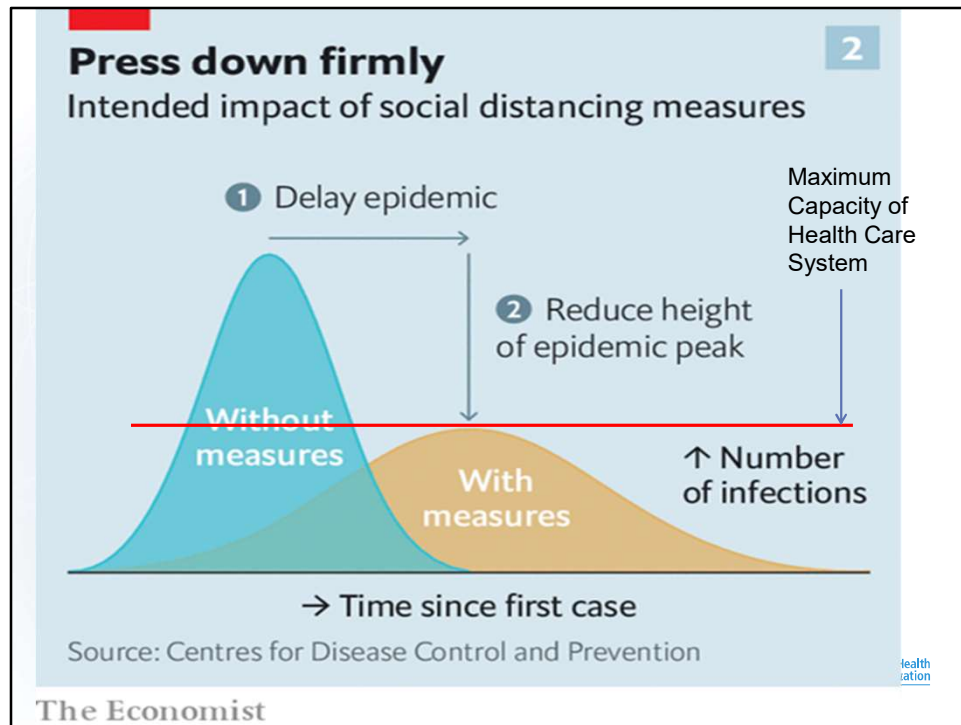 Press down firmly
2
Intended impact of social distancing measures
1 Delay epidemic
Maximum
Capacity of
Health Care
System
2 Reduce height
of epidemic peak
Without
measures
With
measures
↑ Number
of infections
→ Time since first case
Source: Centres for Disease Control and Prevention
Health
The Economist